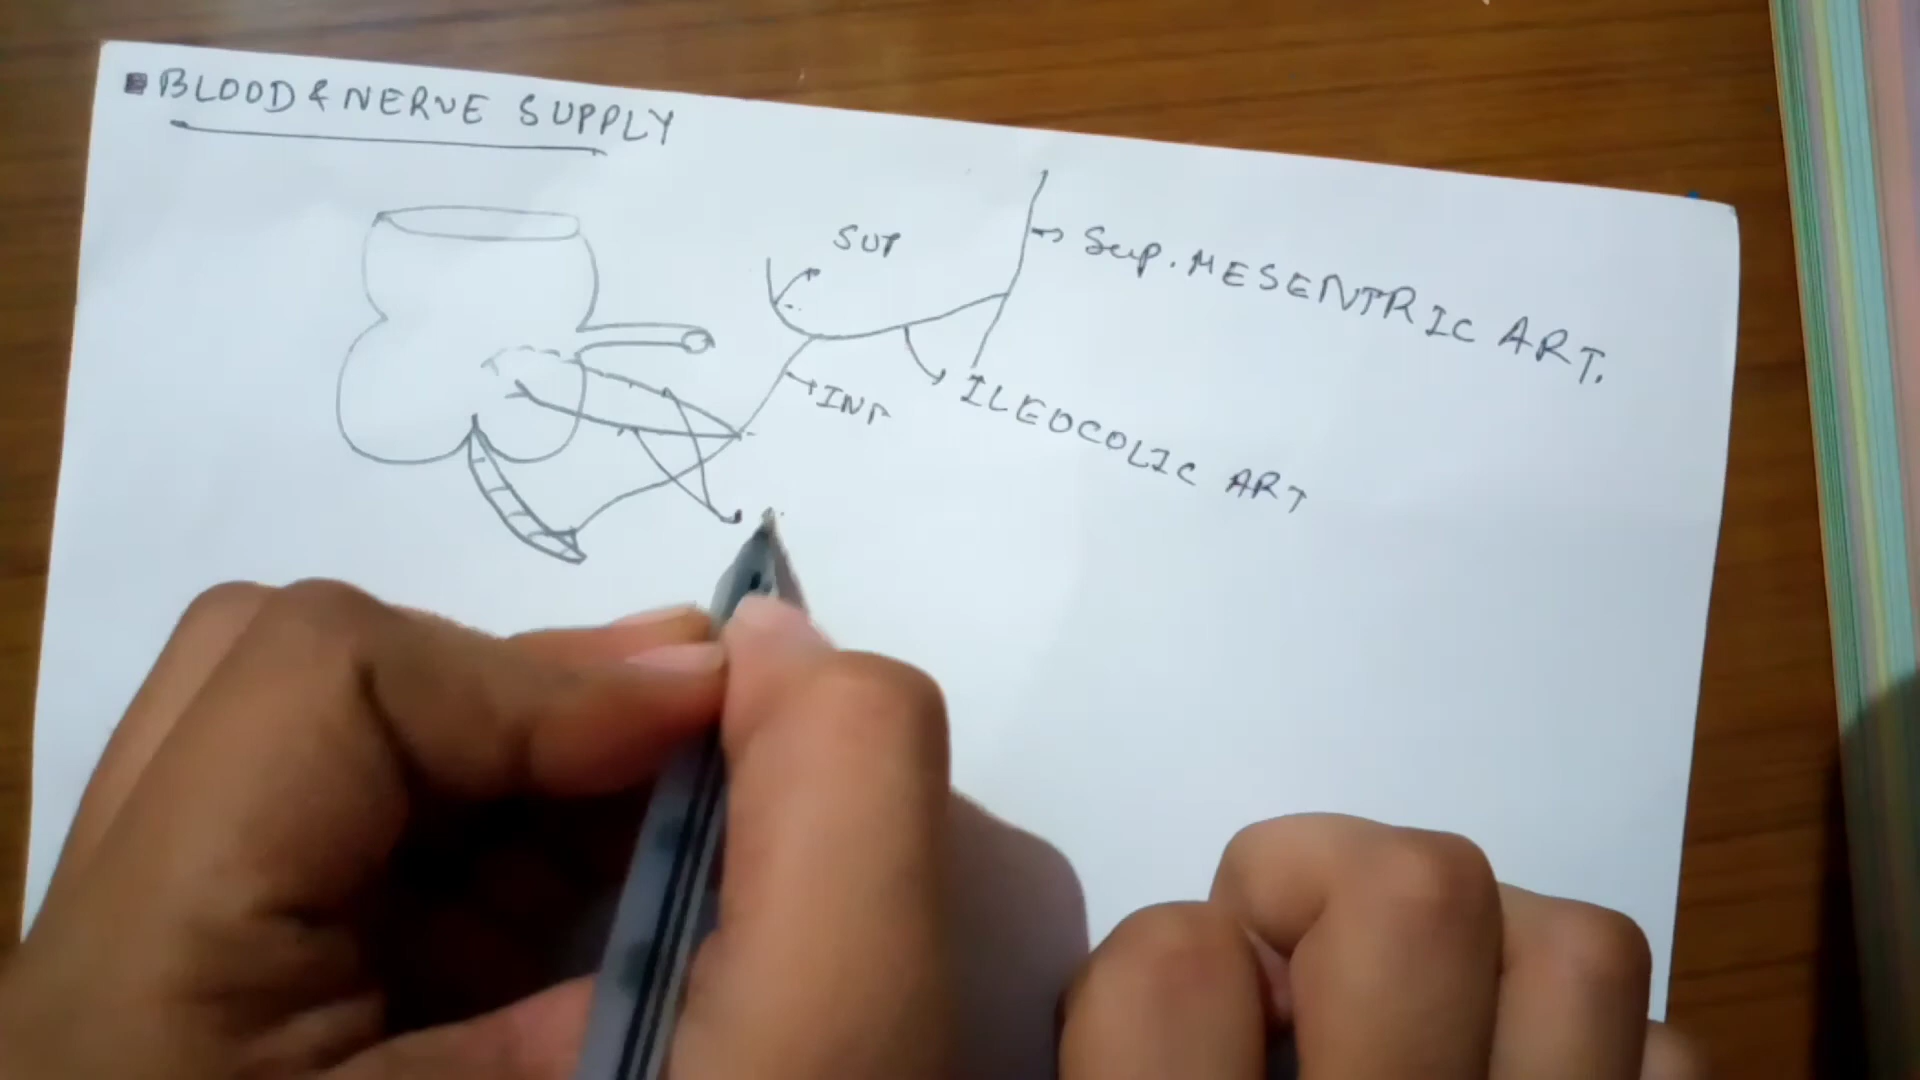 BLOOD & NERVE SUPPLY
SUP
Sup. MESENTRIC ART.
INF
ILEOCOLIC ART